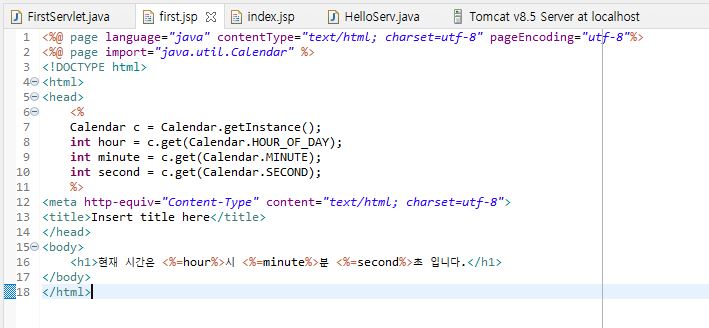 FirstServlet.java first.jsp index.jsp HelloServ.java Tomcat v8.5 Server at localhost
1 <%@ page language="java" contentType="text/html; charset=utf-8" pageEncoding="utf-8"%>
2 <%@ page import="java.util.Calendar" %>
3 <!DOCTYPE html>
4 <html>
5 <head>
6 <%
7 Calendar c = Calendar.getInstance();
8 int hour = c.get(Calendar.HOUR_OF_DAY);
9 int minute = c.get(Calendar.MINUTE);
10 int second = c.get(Calendar.SECOND);
11 %>
12 <meta http-equiv="Content-Type" content="text/html; charset=utf-8">
13 <title>Insert title here</title>
14 </head>
15 <body>
16 <h1>현재 시간은 <%=hour%>시 <%=minute%>분 <%=second%>초 입니다.</h1>
17 </body>
18 </html>